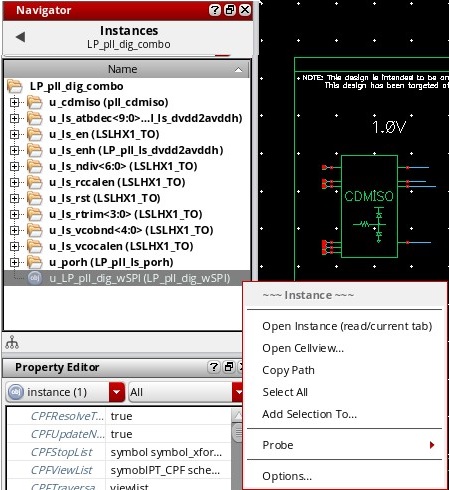 Navigator
Instances
LP_pll_dig_combo
Name
LP_pll_dig_combo
u_cdmiso (pll_cdmiso)
u_ls_atbdec<9:0>...l_ls_dvdd2avddh)
u_ls_en (LSLHX1_TO)
u_ls_enh (LP_pll_ls_dvdd2avddh)
u_ls_ndiv<6:0> (LSLHX1_TO)
u_ls_rccalen (LSLHX1_TO)
u_ls_rst (LSLHX1_TO)
u_ls_rtrim<3:0> (LSLHX1_TO)
u_ls_vcobnd<4:0> (LSLHX1_TO)
u_ls_vcocalen (LSLHX1_TO)
u_porh (LP_pll_ls_porh)
u_LP_pll_dig_wSPI (LP_pll_dig_wSPI)
NOTE: This design is intended to be an
This design has been targeted of
1.0V
CDMISO
~~~ Instance ~~~
Open Instance (read/current tab)
Open Cellview...
Copy Path
Select All
Add Selection To...
Probe
Options...
Property Editor
instance (1)
All
CPFResolveT... true
CPFUpdateN... true
CPFStopList symbol symbol_xfor...
CPFViewList symoblPT_CPF sche...
CPFTraversa viewlist